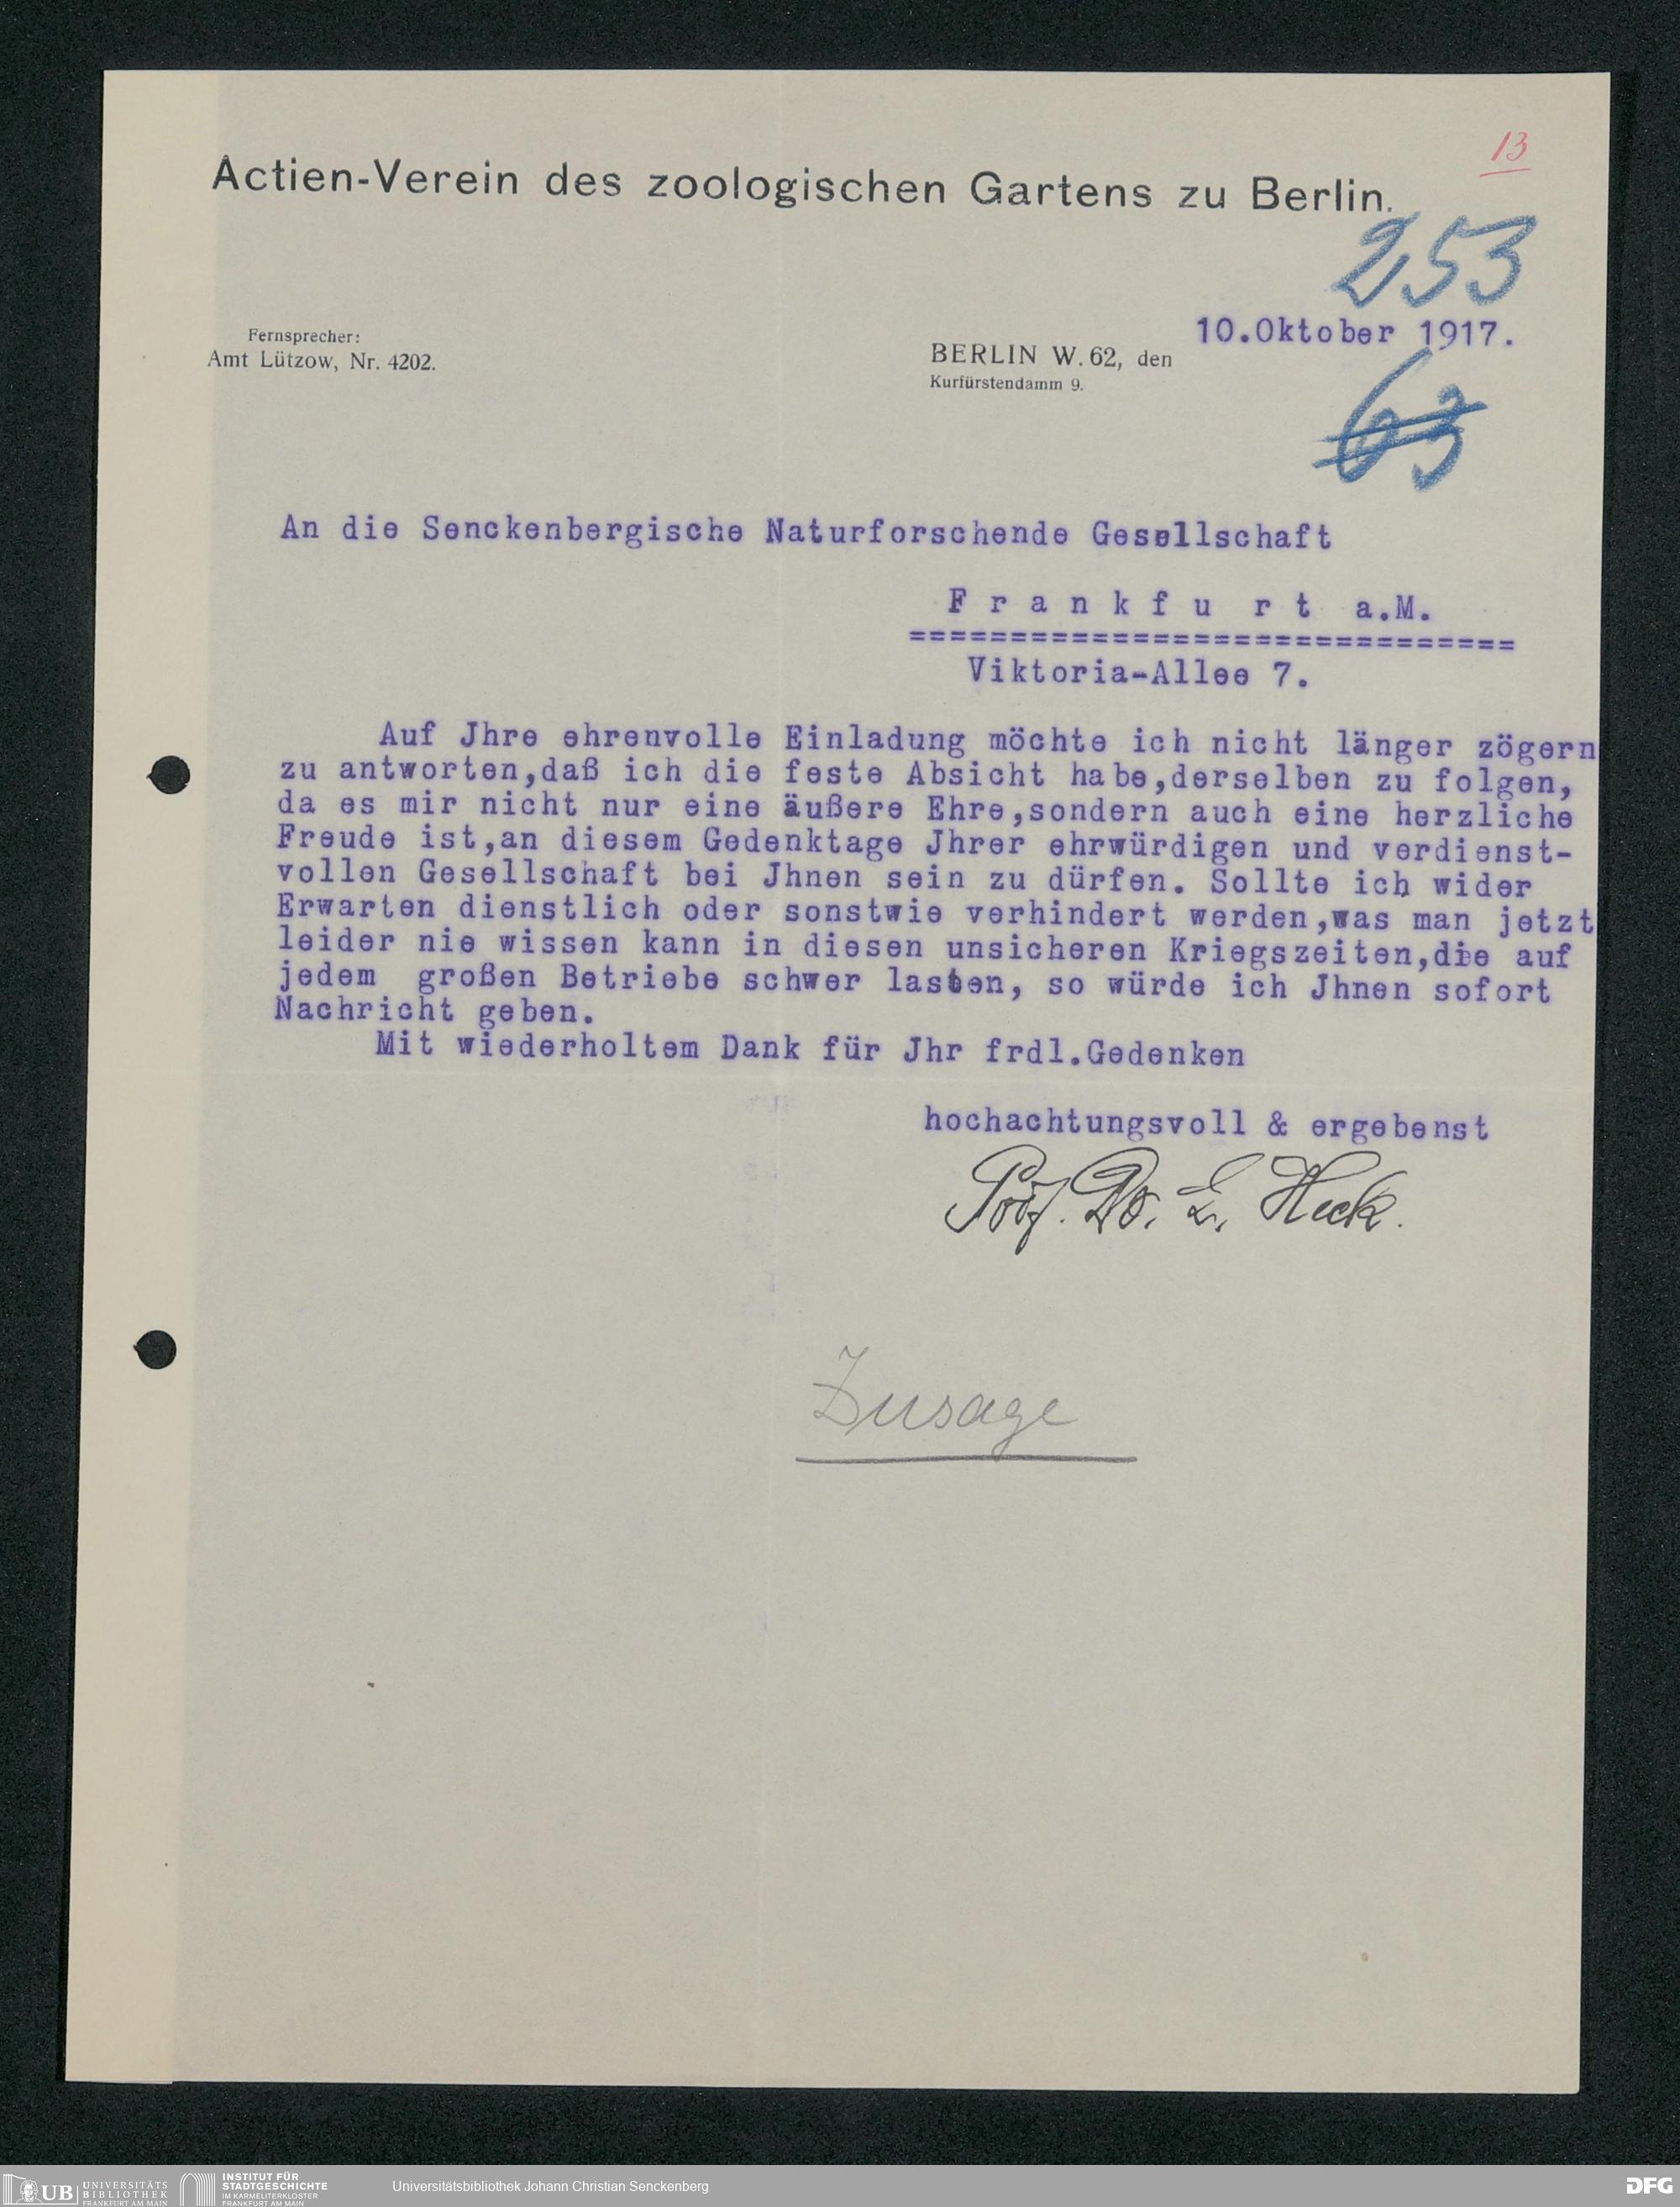 13
Actien-Verein des zoologischen Gartens zu Berlin.
253
10.Oktober 1917.
Fernsprecher:
Amt Lützow, Nr. 4202.
BERLIN W. 62, den
Kurfürstendamm 9.
63
An die Senckenbergische Naturforschende Gesellschaft
F r a n k f u r t a.M.
==============================
Viktoria-Allee 7.
Auf Jhre ehrenvolle Einladung möchte ich nicht länger zögern
zu antworten,daß ich die feste Absicht habe,derselben zu folgen,
da es mir nicht nur eine äußere Ehre,sondern auch eine herzliche
Freude ist,an diesem Gedenktage Jhrer ehrwürdigen und verdienst-
vollen Gesellschaft bei Jhnen sein zu dürfen. Sollte ich wider
Erwarten dienstlich oder sonstwie verhindert werden,was man jetzt
leider nie wissen kann in diesen unsicheren Kriegszeiten,die auf
jedem großen Betriebe schwer lasten, so würde ich Jhnen sofort
Nachricht geben.
Mit wiederholtem Dank für Jhr frdl.Gedenken
hochachtungsvoll & ergebenst
Prof. Dr. L. Heck.
Zusage
UB UNIVERSITÄTS
BIBLIOTHEK
FRANKFURT AM MAIN
INSTITUT FÜR
STADTGESCHICHTE
IM KARMELITERKLOSTER
FRANKFURT AM MAIN
Universitätsbibliothek Johann Christian Senckenberg
DFG